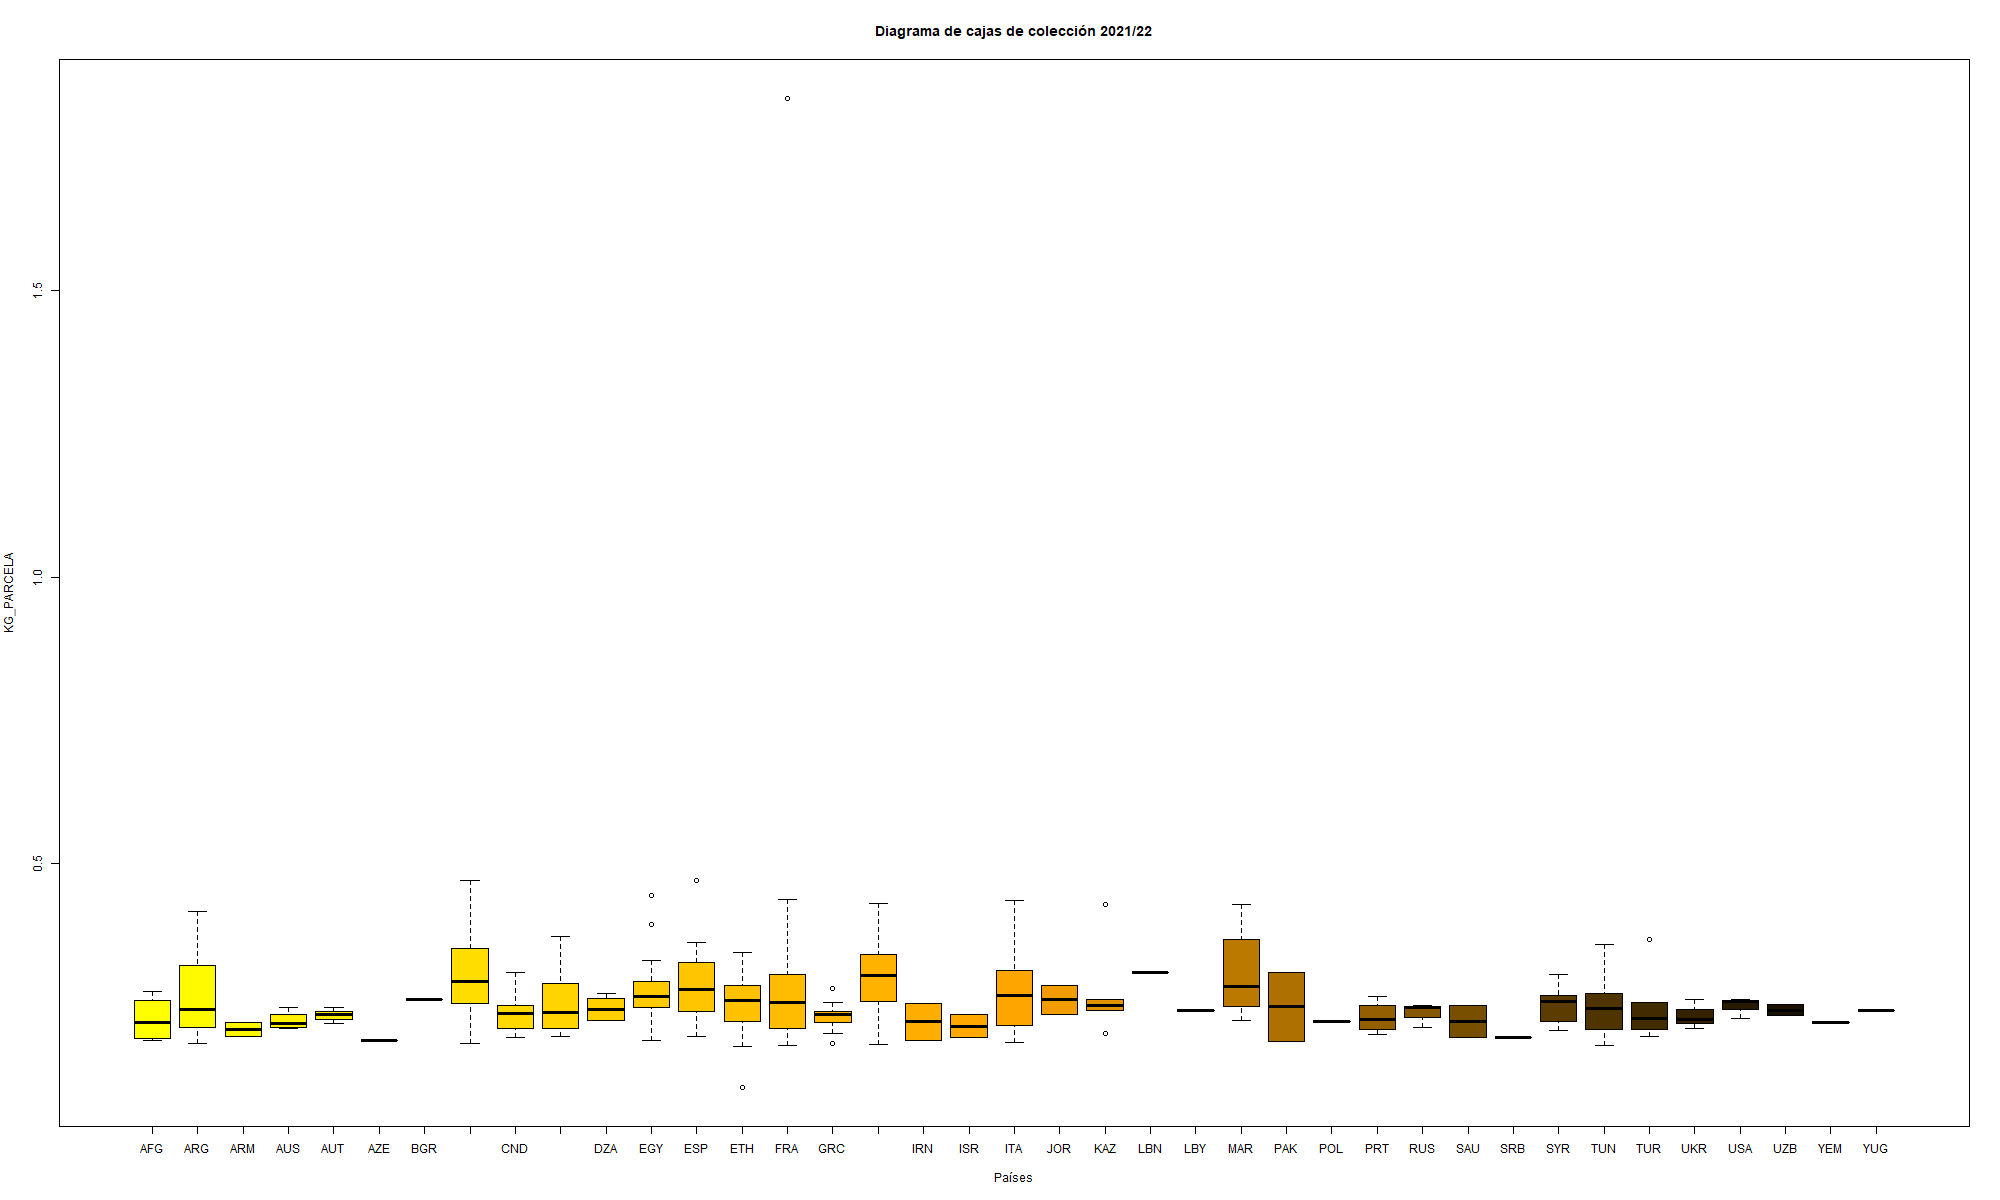 Diagrama de cajas de colección 2021/22
KG_PARCELA
1.5
1.0
0.5
AFG ARG ARM AUS AUT AZE BGR CND DZA EGY ESP ETH FRA GRC IRN ISR ITA JOR KAZ LBN LBY MAR PAK POL PRT RUS SAU SRB SYR TUN TUR UKR USA UZB YEM YUG
Países